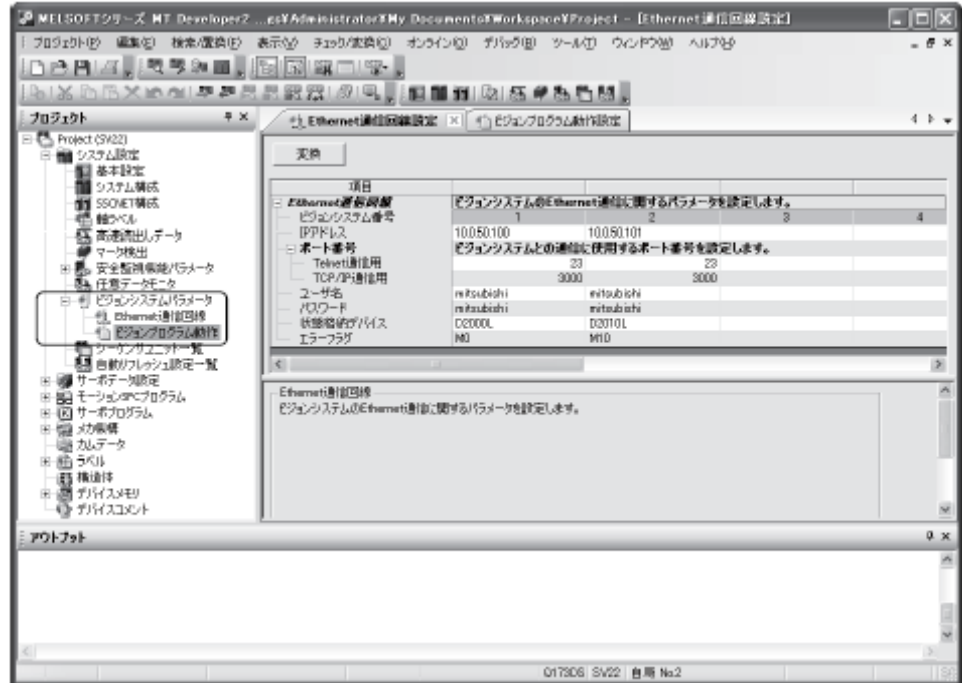 MELSOFTシリーズ MT Developer2 ...es¥Administrator¥My Documents¥Workspace¥Project - [Ethernet通信回線設定]
プロジェクト(P) 編集(E) 検索/置換(F) 表示(V) チェック/変換(C) オンライン(O) デバッグ(B) ツール(T) ウィンドウ(W) ヘルプ(H)
プロジェクト
Ethernet通信回線設定
ビジョンプログラム動作設定
Project (SV22)
システム設定
基本設定
システム構成
SSCNET構成
軸ラベル
高速読出しデータ
マーク検出
安全監視機能パラメータ
任意データモニタ
ビジョンシステムパラメータ
Ethernet通信回線
ビジョンプログラム動作
シーケンサユニット一覧
自動リフレッシュ設定一覧
サーボデータ設定
モーションSFCプログラム
サーボプログラム
メカ機構
カムデータ
ラベル
構造体
デバイスメモリ
デバイスコメント
変換
項目
Ethernet通信回線 ビジョンシステムのEthernet通信に関するパラメータを設定します。
ビジョンシステム番号 1 2 3 4
IPアドレス 10.0.50.100 10.0.50.101
ポート番号 ビジョンシステムとの通信に使用するポート番号を設定します。
Telnet通信用 23 23
TCP/IP通信用 3000 3000
ユーザ名 mitsubishi mitsubishi
パスワード mitsubishi mitsubishi
状態格納デバイス D2000L D2010L
エラーフラグ M0 M10
Ethernet通信回線
ビジョンシステムのEthernet通信に関するパラメータを設定します。
アウトプット
Q173DS SV22 自局 No.2